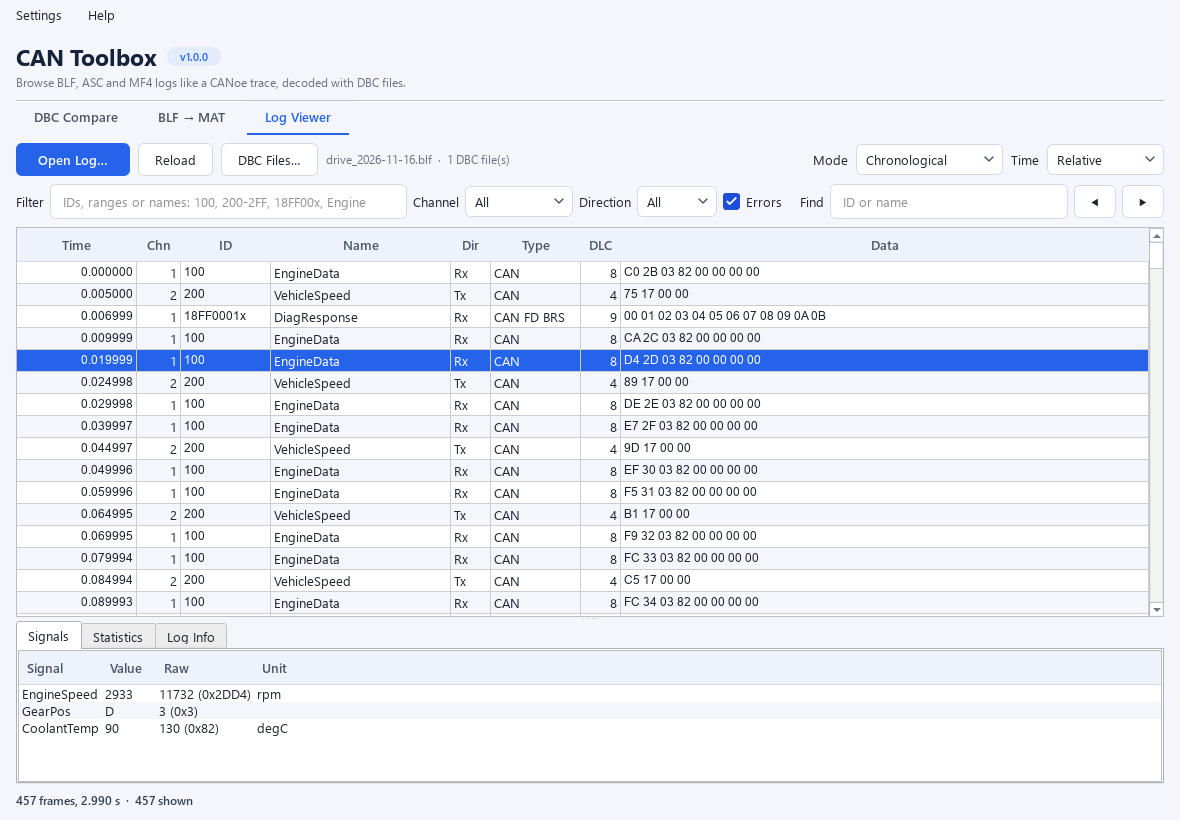 Settings Help
CAN Toolbox v1.0.0
Browse BLF, ASC and MF4 logs like a CANoe trace, decoded with DBC files.
DBC Compare BLF → MAT Log Viewer
Open Log... Reload DBC Files... drive_2026-11-16.blf · 1 DBC file(s) Mode Chronological Time Relative
Filter IDs, ranges or names: 100, 200-2FF, 18FF00x, Engine Channel All Direction All Errors Find ID or name ◄ ►
Time Chn ID Name Dir Type DLC Data
0.000000 1 100 EngineData Rx CAN 8 C0 2B 03 82 00 00 00 00
0.005000 2 200 VehicleSpeed Tx CAN 4 75 17 00 00
0.006999 1 18FF0001x DiagResponse Rx CAN FD BRS 9 00 01 02 03 04 05 06 07 08 09 0A 0B
0.009999 1 100 EngineData Rx CAN 8 CA 2C 03 82 00 00 00 00
0.019999 1 100 EngineData Rx CAN 8 D4 2D 03 82 00 00 00 00
0.024998 2 200 VehicleSpeed Tx CAN 4 89 17 00 00
0.029998 1 100 EngineData Rx CAN 8 DE 2E 03 82 00 00 00 00
0.039997 1 100 EngineData Rx CAN 8 E7 2F 03 82 00 00 00 00
0.044997 2 200 VehicleSpeed Tx CAN 4 9D 17 00 00
0.049996 1 100 EngineData Rx CAN 8 EF 30 03 82 00 00 00 00
0.059996 1 100 EngineData Rx CAN 8 F5 31 03 82 00 00 00 00
0.064995 2 200 VehicleSpeed Tx CAN 4 B1 17 00 00
0.069995 1 100 EngineData Rx CAN 8 F9 32 03 82 00 00 00 00
0.079994 1 100 EngineData Rx CAN 8 FC 33 03 82 00 00 00 00
0.084994 2 200 VehicleSpeed Tx CAN 4 C5 17 00 00
0.089993 1 100 EngineData Rx CAN 8 FC 34 03 82 00 00 00 00
Signals Statistics Log Info
Signal Value Raw Unit
EngineSpeed 2933 11732 (0x2DD4) rpm
GearPos D 3 (0x3)
CoolantTemp 90 130 (0x82) degC
457 frames, 2.990 s · 457 shown